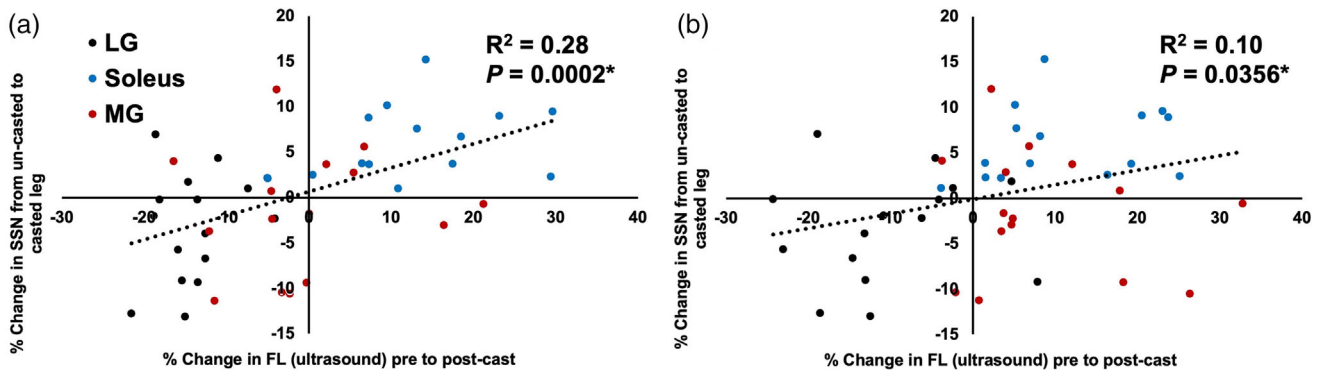 (a)
LG
Soleus
MG
R² = 0.28
P = 0.0002*
20
15
10
5
0
-5
-10
-15
-30
-20
-10
0
10
20
30
40
% Change in SSN from un-casted to
casted leg
% Change in FL (ultrasound) pre to post-cast
(b)
R² = 0.10
P = 0.0356*
20
15
10
5
0
-5
-10
-15
-30
-20
-10
0
10
20
30
40
% Change in SSN from un-casted to
casted leg
% Change in FL (ultrasound) pre to post-cast